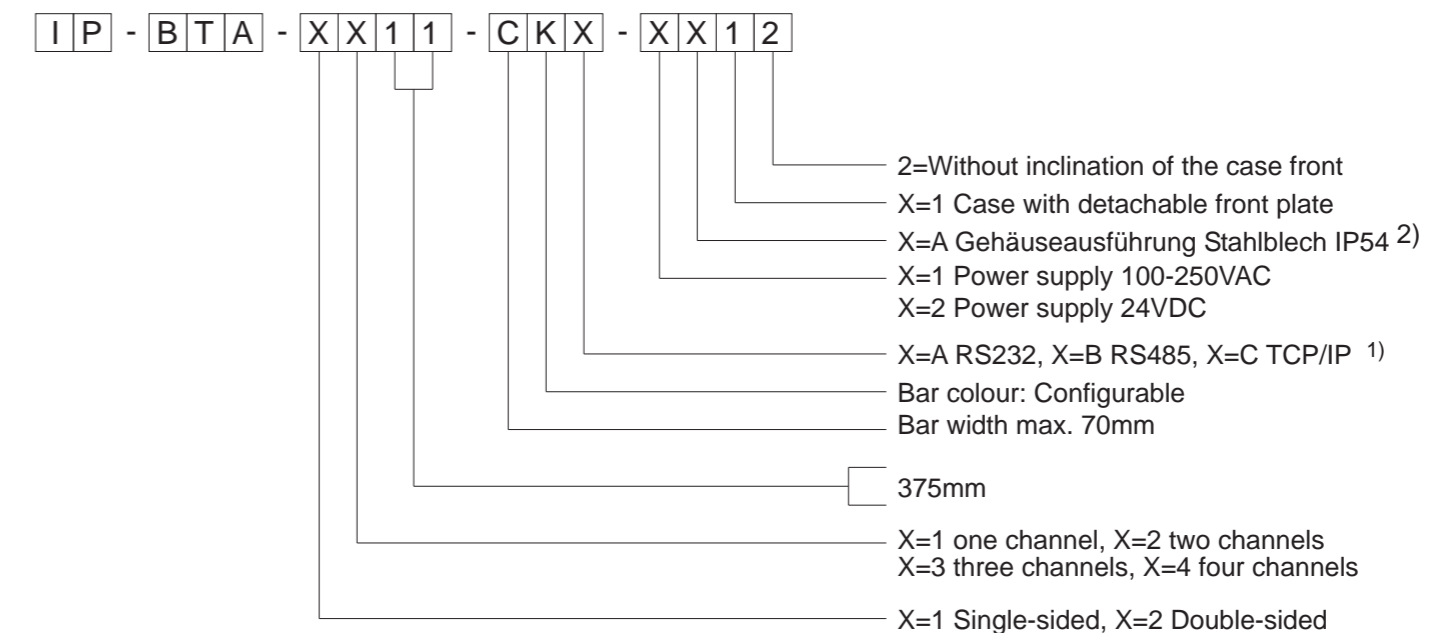 IP - BTA - XX11 - CKX - XX12
2=Without inclination of the case front
X=1 Case with detachable front plate
X=A Gehäuseausführung Stahlblech IP54 2)
X=1 Power supply 100-250VAC
X=2 Power supply 24VDC
X=A RS232, X=B RS485, X=C TCP/IP 1)
Bar colour: Configurable
Bar width max. 70mm
375mm
X=1 one channel, X=2 two channels
X=3 three channels, X=4 four channels
X=1 Single-sided, X=2 Double-sided